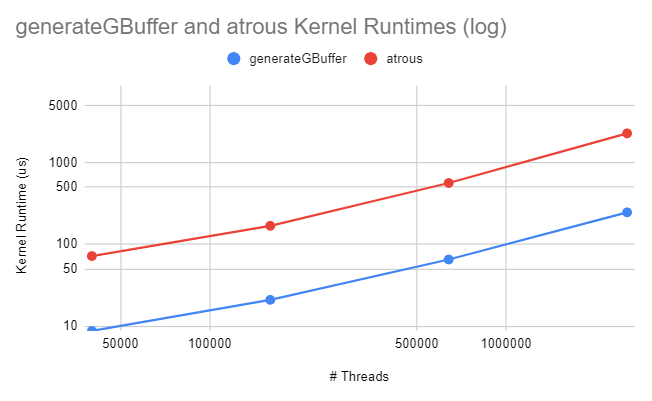 generateGBuffer and atrous Kernel Runtimes (log)
generateGBuffer atrous
Kernel Runtime (us)
5000
1000
500
100
50
10
50000 100000 500000 1000000
# Threads